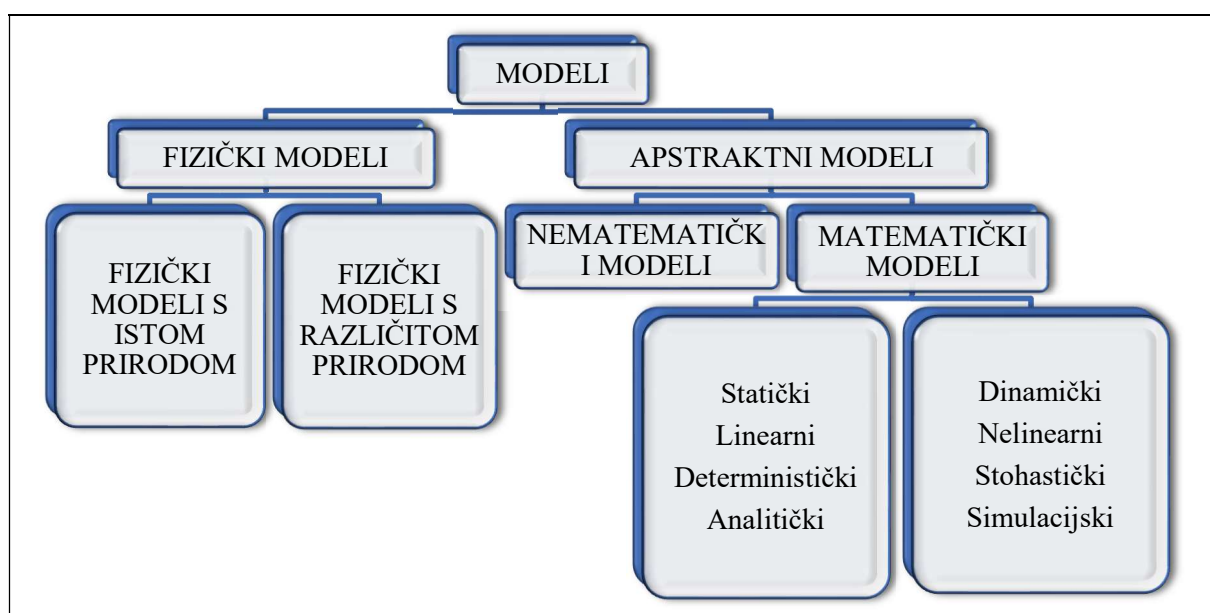 MODELI
FIZIČKI MODELI
APSTRAKTNI MODELI
FIZIČKI
MODELI S
ISTOM
PRIRODOM
FIZIČKI
MODELI S
RAZLIČITOM
PRIRODOM
NEMATEMATIČK
I MODELI
MATEMATIČKI
MODELI
Statički
Linearni
Deterministički
Analitički
Dinamički
Nelinearni
Stohastički
Simulacijski